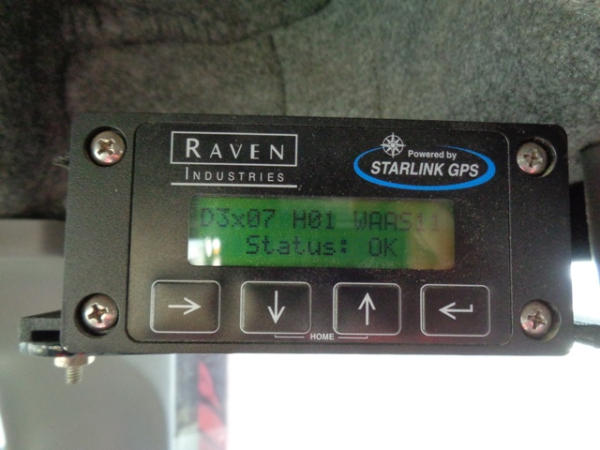 RAVEN
INDUSTRIES
Powered by
STARLINK GPS
D3x07 H01 WAAS11
Status: OK
HOME